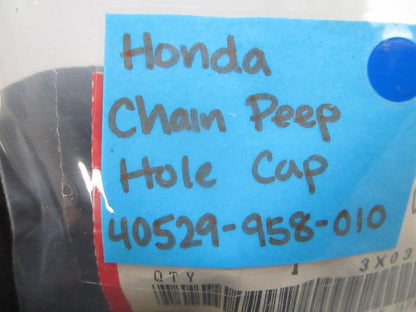 Honda
Chain Peep
Hole Cap
40529-958-010
QTY 1 3X03